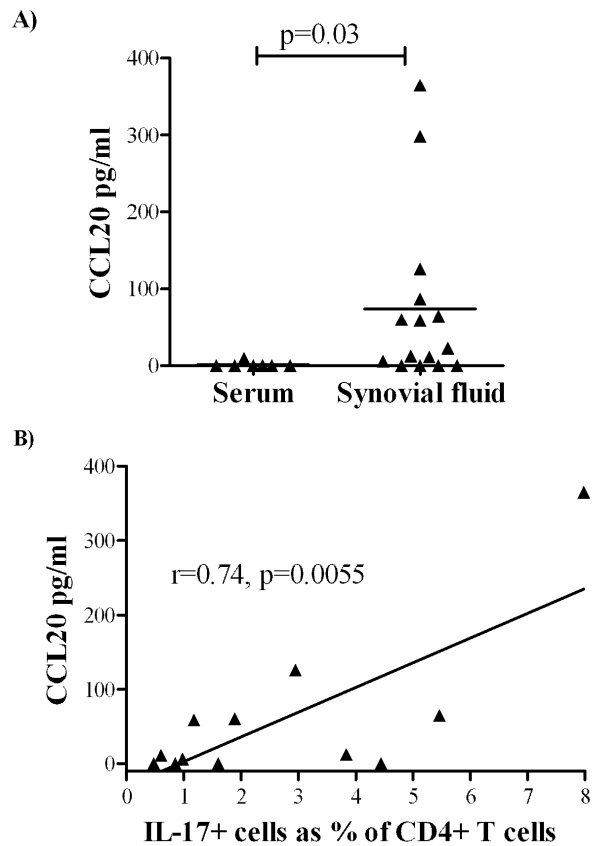 A)
p=0.03
400
300
200
100
0
CCL20 pg/ml
Serum
Synovial fluid
B)
400
300
200
100
0
CCL20 pg/ml
r=0.74, p=0.0055
0 1 2 3 4 5 6 7 8
IL-17+ cells as % of CD4+ T cells